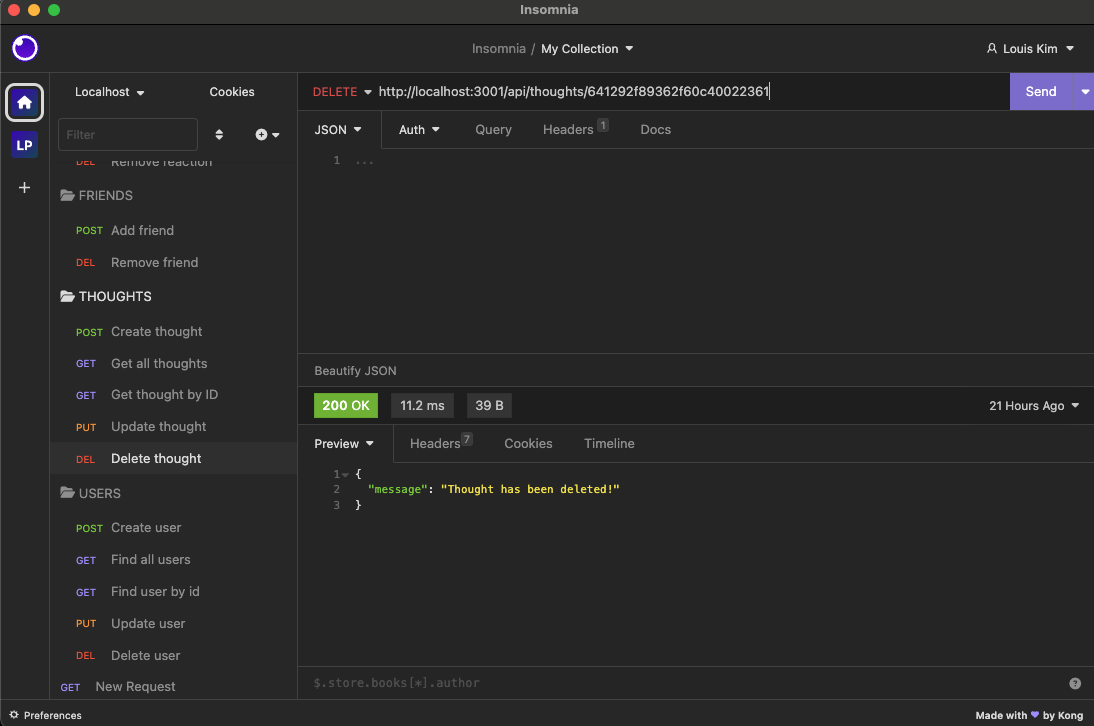 Insomnia
Insomnia / My Collection
Louis Kim
Localhost
Cookies
DELETE http://localhost:3001/api/thoughts/641292f89362f60c40022361
Send
LP
Filter
JSON
Auth
Query
Headers 1
Docs
1 ...
DEL Remove reaction
FRIENDS
POST Add friend
DEL Remove friend
THOUGHTS
POST Create thought
GET Get all thoughts
GET Get thought by ID
PUT Update thought
DEL Delete thought
USERS
POST Create user
GET Find all users
GET Find user by id
PUT Update user
DEL Delete user
GET New Request
Beautify JSON
200 OK
11.2 ms
39 B
21 Hours Ago
Preview
Headers 7
Cookies
Timeline
1 {
2 "message": "Thought has been deleted!"
3 }
$.store.books[*].author
?
Preferences
Made with ♥ by Kong